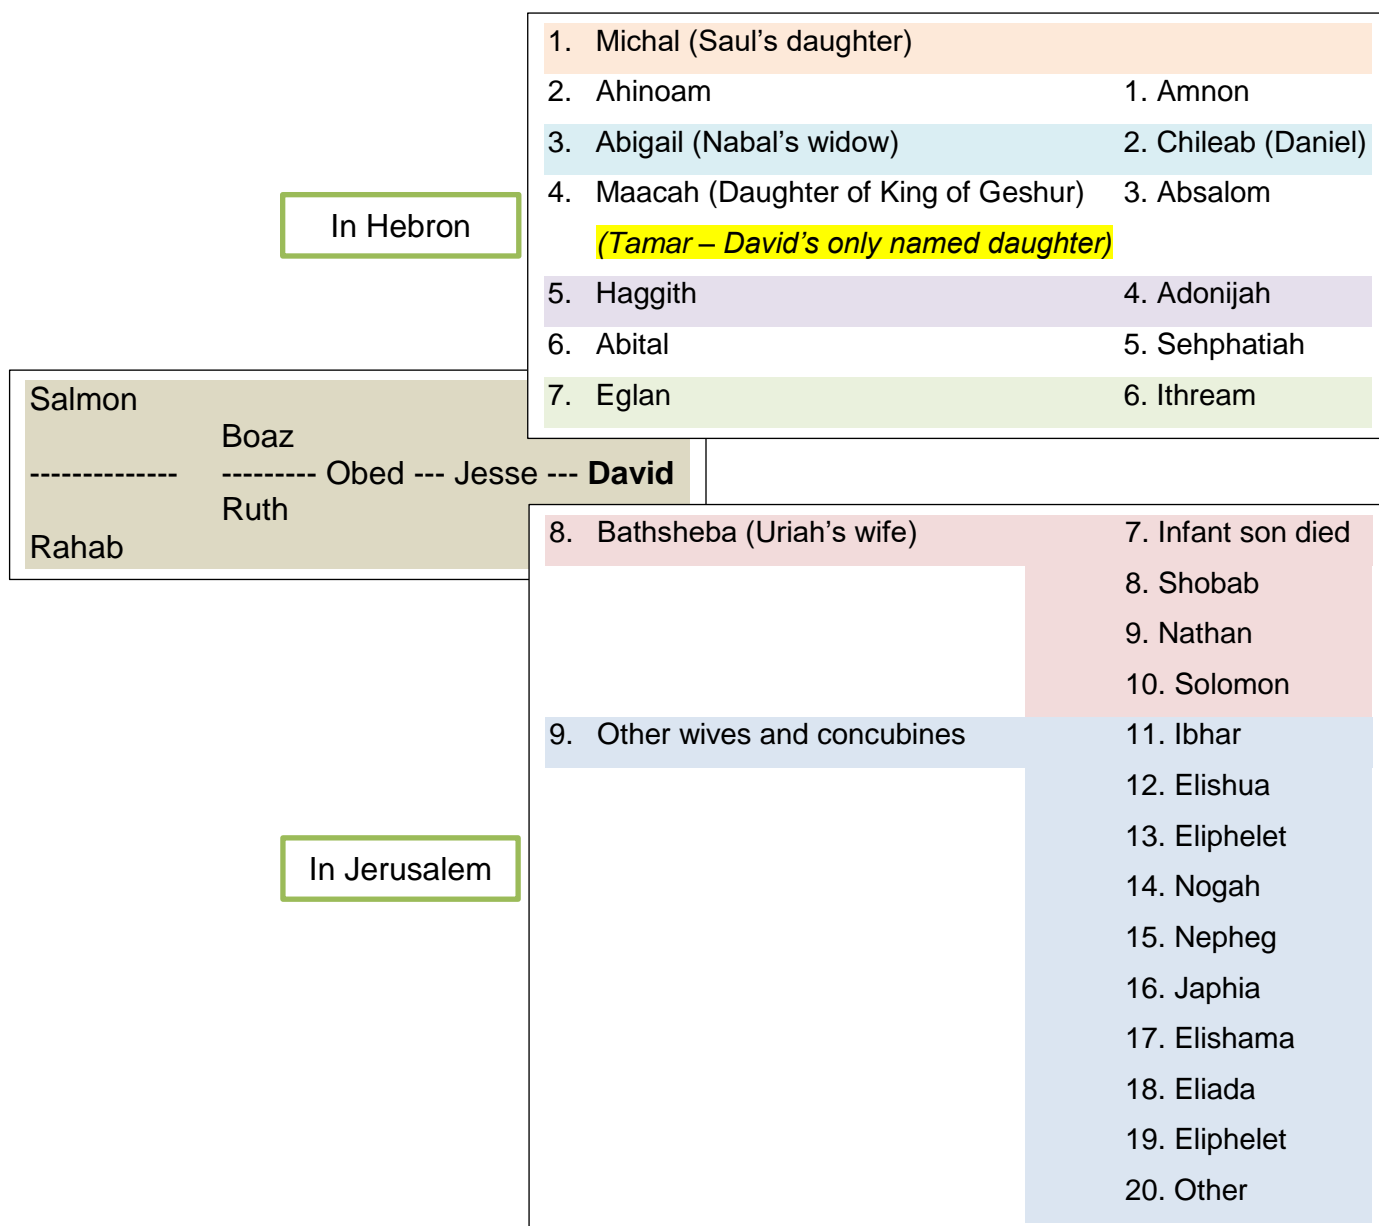 1. Michal (Saul’s daughter)
2. Ahinoam 1. Amnon
3. Abigail (Nabal’s widow) 2. Chileab (Daniel)
4. Maacah (Daughter of King of Geshur) 3. Absalom
(Tamar – David’s only named daughter)
5. Haggith 4. Adonijah
6. Abital 5. Sehphatiah
7. Eglan 6. Ithream
In Hebron
Salmon
Boaz
-------------- --------- Obed --- Jesse --- David
Ruth
Rahab
8. Bathsheba (Uriah’s wife) 7. Infant son died
8. Shobab
9. Nathan
10. Solomon
9. Other wives and concubines 11. Ibhar
12. Elishua
13. Eliphelet
14. Nogah
15. Nepheg
16. Japhia
17. Elishama
18. Eliada
19. Eliphelet
20. Other
In Jerusalem